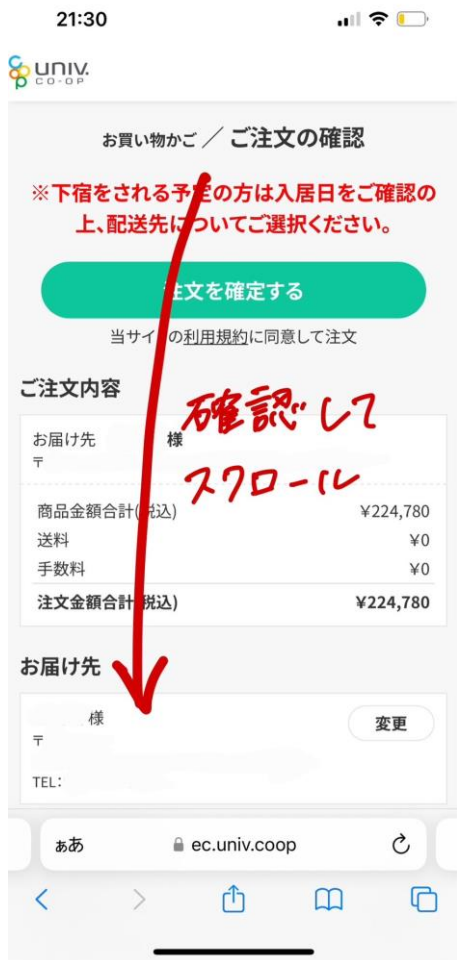 21:30
univ.
CO-OP
お買い物かご／ご注文の確認
※下宿をされる予定の方は入居日をご確認の
上、配送先についてご選択ください。
注文を確定する
当サイトの利用規約に同意して注文
ご注文内容
確認して
スクロール
お届け先 様
〒
商品金額合計(税込) ¥224,780
送料 ¥0
手数料 ¥0
注文金額合計(税込) ¥224,780
お届け先
様 変更
〒
TEL:
ぁあ ec.univ.coop